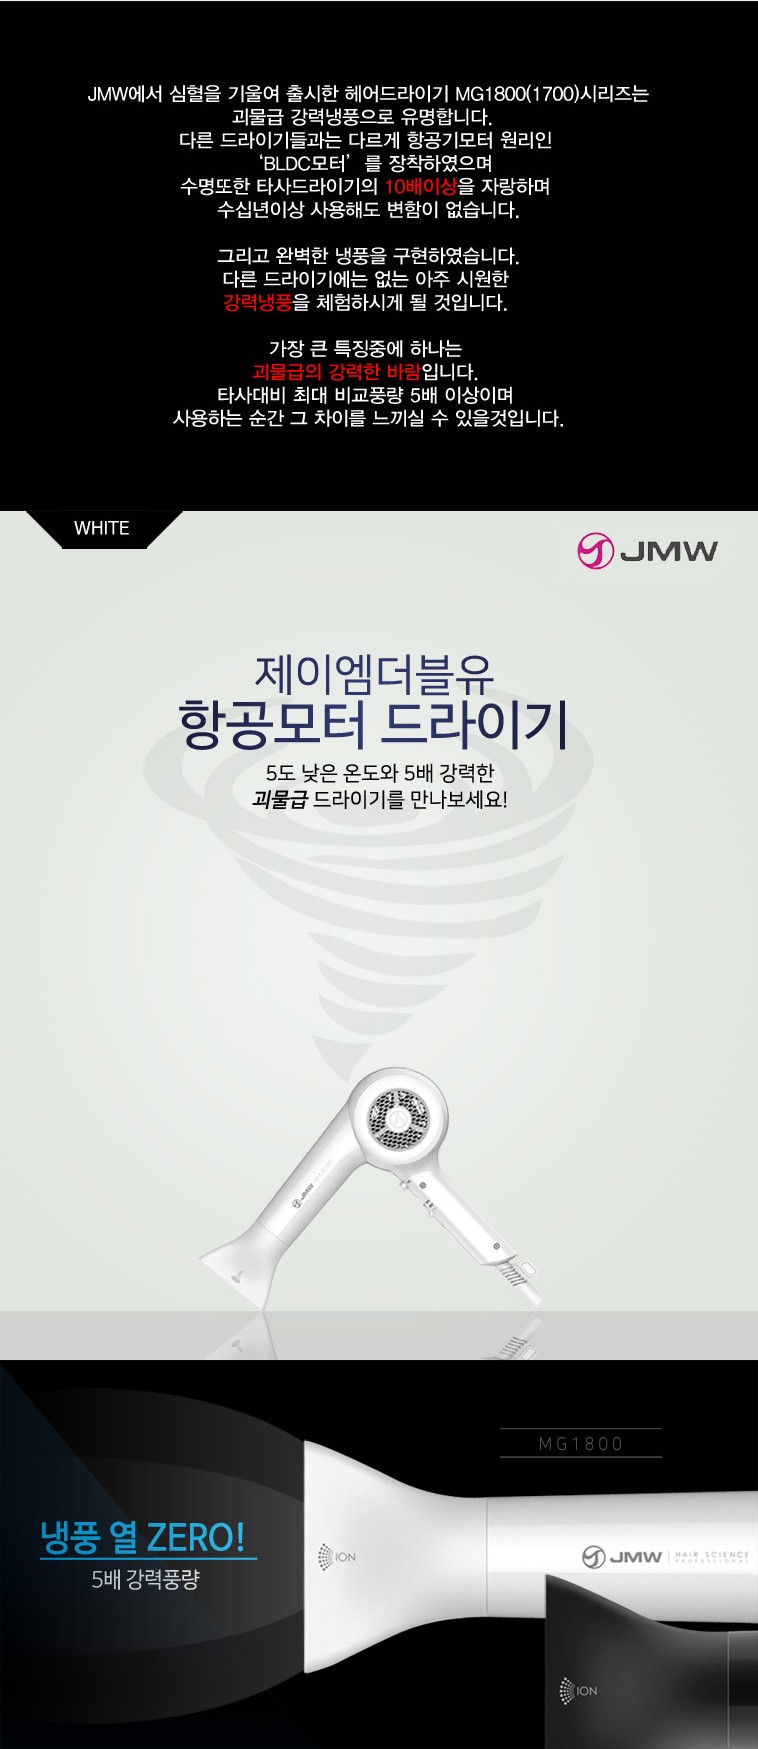 JMW에서 심혈을 기울여 출시한 헤어드라이기 MG1800(1700)시리즈는
괴물급 강력냉풍으로 유명합니다.
다른 드라이기들과는 다르게 항공기모터 원리인
‘BLDC모터’를 장착하였으며
수명또한 타사드라이기의 10배이상을 자랑하며
수십년이상 사용해도 변함이 없습니다.
그리고 완벽한 냉풍을 구현하였습니다.
다른 드라이기에는 없는 아주 시원한
강력냉풍을 체험하시게 될 것입니다.
가장 큰 특징중에 하나는
괴물급의 강력한 바람입니다.
타사대비 최대 비교풍량 5배 이상이며
사용하는 순간 그 차이를 느끼실 수 있을것입니다.
WHITE
JMW
제이엠더블유
항공모터 드라이기
5도 낮은 온도와 5배 강력한
괴물급 드라이기를 만나보세요!
JMW
MG1800
냉풍 열 ZERO!
5배 강력풍량
ION
JMW HAIR SCIENCE
PROFESSIONAL
ION